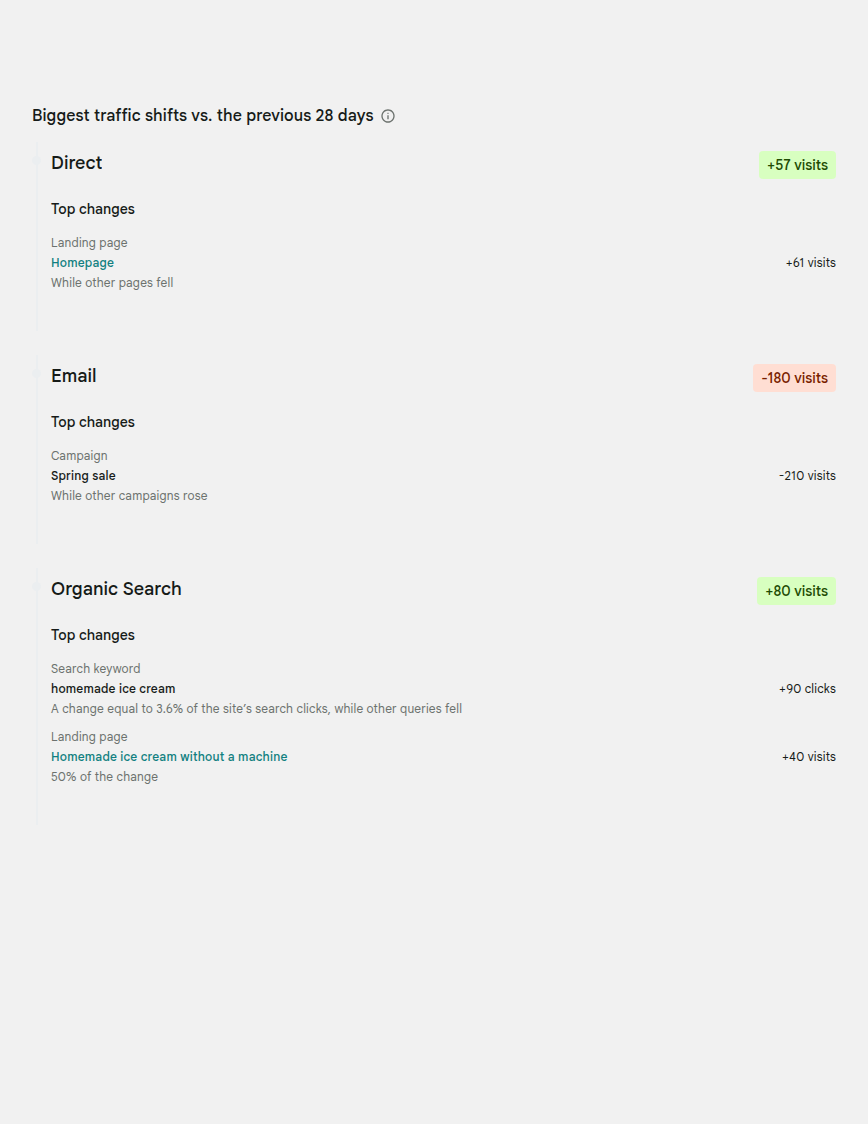 Biggest traffic shifts vs. the previous 28 days
Direct
+57 visits
Top changes
Landing page
Homepage
+61 visits
While other pages fell
Email
-180 visits
Top changes
Campaign
Spring sale
-210 visits
While other campaigns rose
Organic Search
+80 visits
Top changes
Search keyword
homemade ice cream
+90 clicks
A change equal to 3.6% of the site’s search clicks, while other queries fell
Landing page
Homemade ice cream without a machine
+40 visits
50% of the change